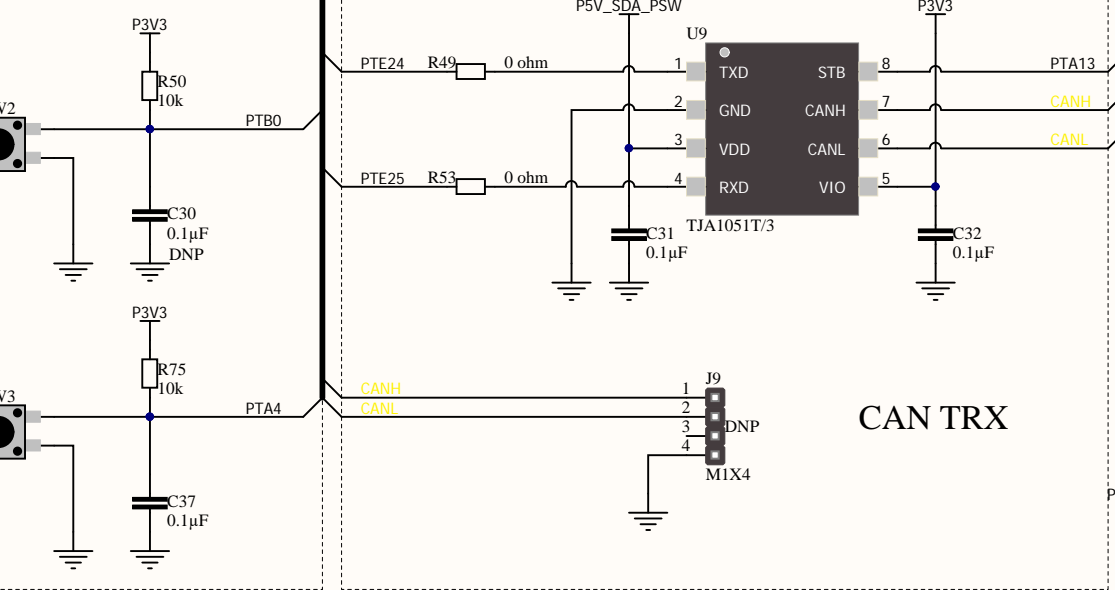 P3V3
R50
10k
V2
PTB0
C30
0.1µF
DNP
P3V3
R75
10k
V3
PTA4
C37
0.1µF
P5V_SDA_PSW
P3V3
U9
PTE24
R49
0 ohm
1
TXD
STB
8
PTA13
2
GND
CANH
7
CANH
3
VDD
CANL
6
CANL
PTE25
R53
0 ohm
4
RXD
VIO
5
TJA1051T/3
C31
0.1µF
C32
0.1µF
J9
CANH
1
CANL
2
3
DNP
4
M1X4
CAN TRX
P